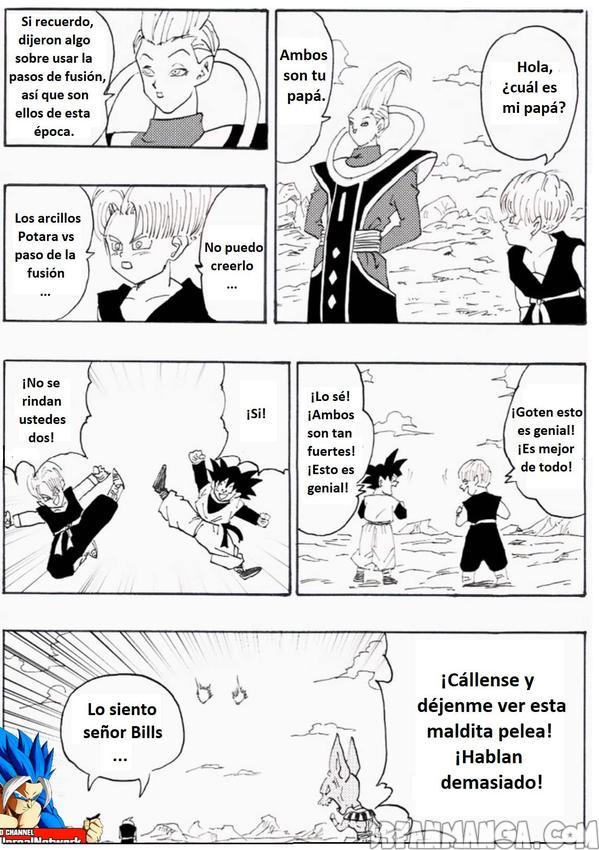 Hola,
¿cuál es
mi papá?
Ambos
son tu
papá.
Si recuerdo,
dijeron algo
sobre usar la
pasos de fusión,
así que son
ellos de esta
época.
No puedo
creerlo
...
Los arcillos
Potara vs
paso de la
fusión
...
¡Goten esto
es genial!
¡Es mejor
de todo!
¡Lo sé!
¡Ambos
son tan
fuertes!
¡Esto es
genial!
¡Si!
¡No se
rindan
ustedes
dos!
¡Cállense y
déjenme ver esta
maldita pelea!
¡Hablan
demasiado!
Lo siento
señor Bills
...
CHANNEL
DBFANMANGA.COM